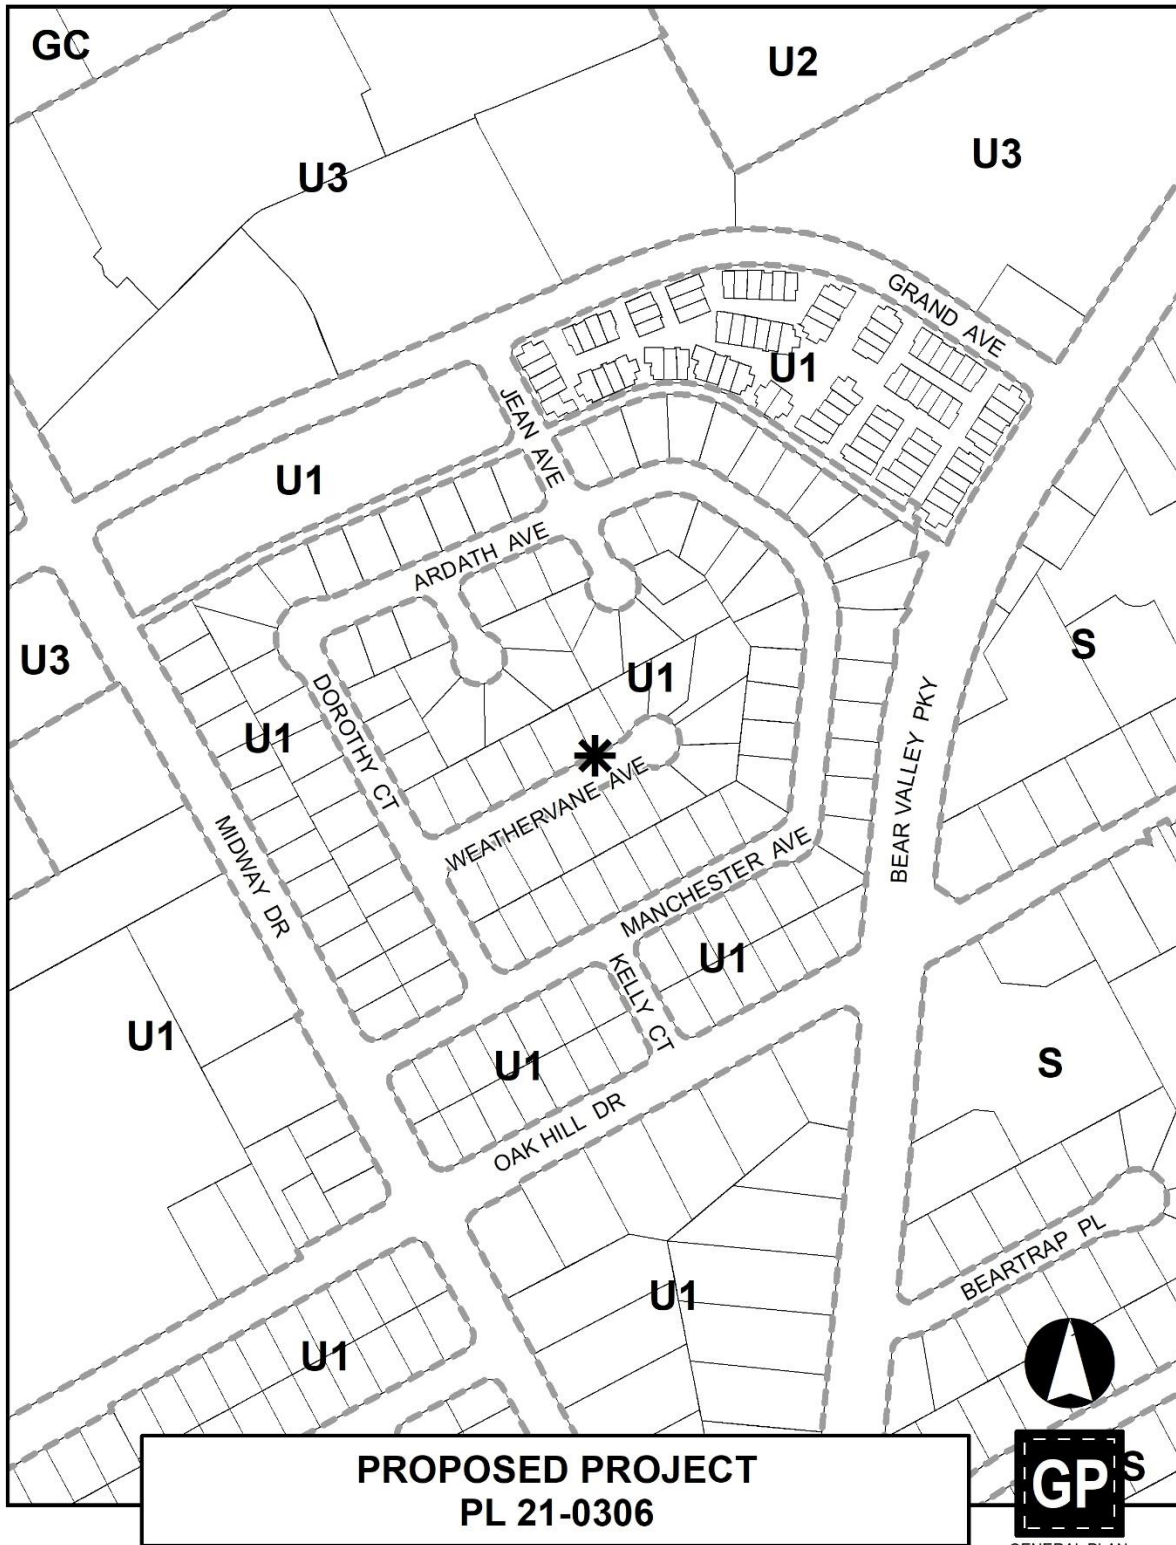 GC
U2
U3
U3
GRAND AVE
U1
JEAN AVE
U1
ARDATH AVE
U3
S
U1
DOROTHY CT
U1
BEAR VALLEY PKY
WEATHERVANE AVE
MIDWAY DR
MANCHESTER AVE
U1
KELLY CT
U1
U1
S
OAK HILL DR
BEARTRAP PL
U1
U1
PROPOSED PROJECT
PL 21-0306
GP
S
GENERAL PLAN